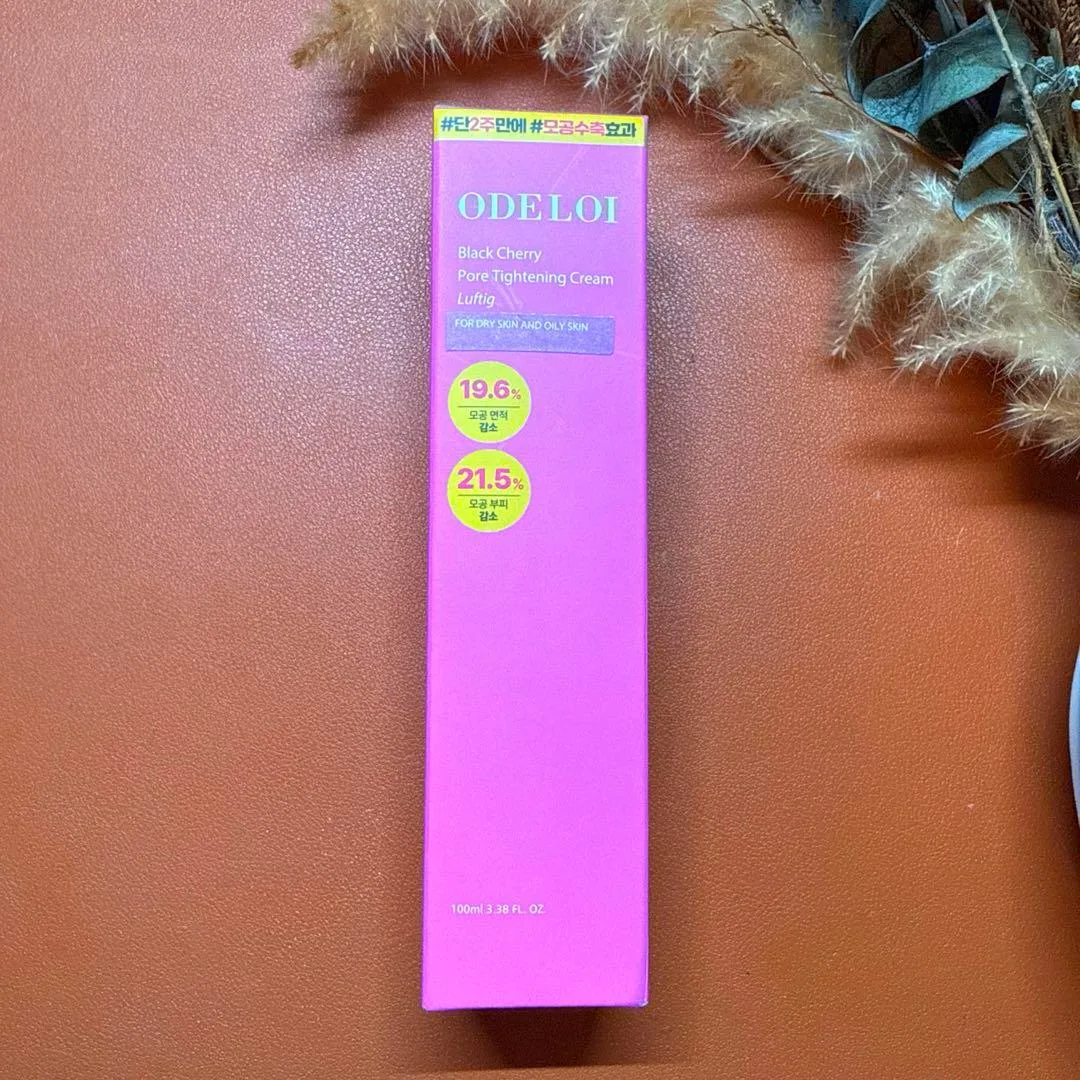 #단2주만에 #모공수축효과
ODELOI
Black Cherry
Pore Tightening Cream
Luftig
FOR DRY SKIN AND OILY SKIN
19.6%
모공 면적
감소
21.5%
모공 부피
감소
100ml 3.38 FL. OZ.